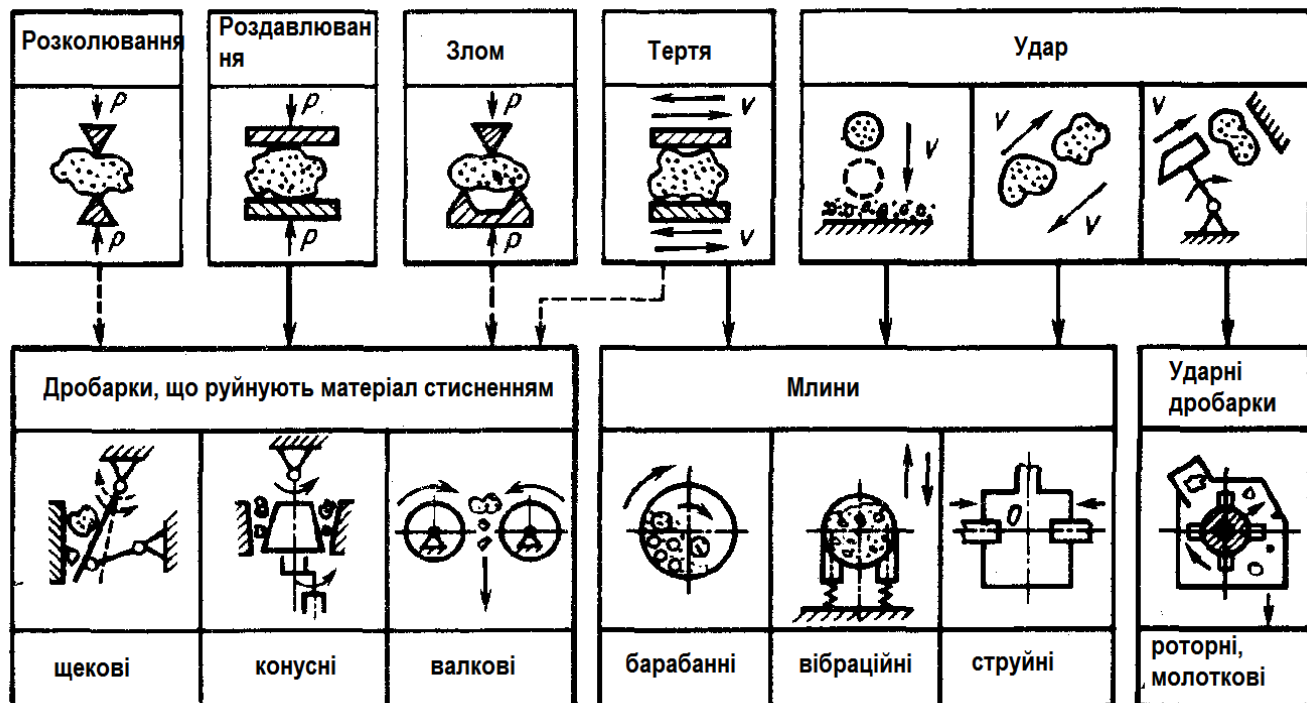 Розколювання
Роздавлюван
ня
Злом
Тертя
Удар
P
P
P
P
P
P
V
V
V
V
V
V
Дробарки, що руйнують матеріал стисненням
Млини
Ударні
дробарки
O
щекові
конусні
валкові
барабанні
вібраційні
струйні
роторні,
молоткові